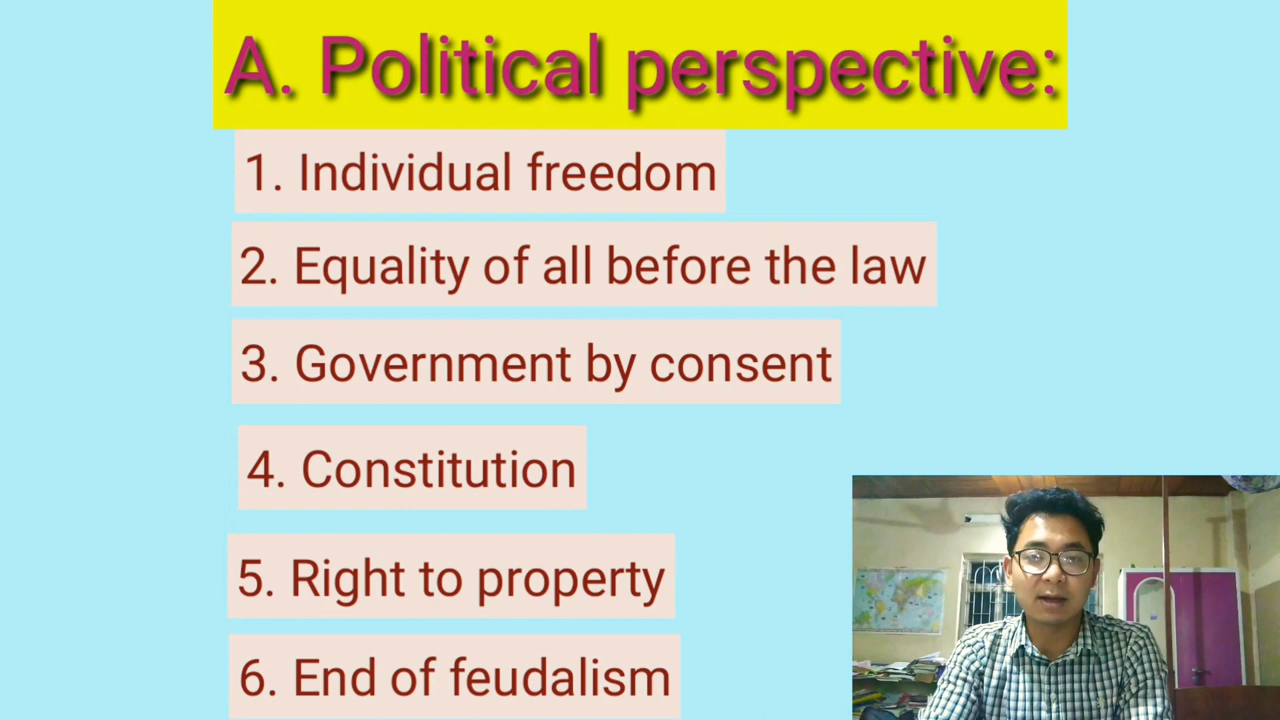 A. Political perspective:
1. Individual freedom
2. Equality of all before the law
3. Government by consent
4. Constitution
5. Right to property
6. End of feudalism